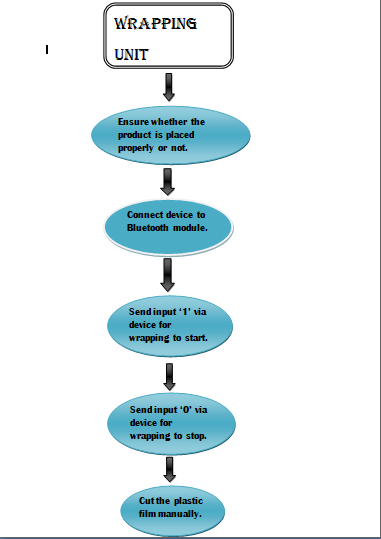 WRAPPING
UNIT
Ensure whether the
product is placed
properly or not.
Connect device to
Bluetooth module.
Send input ‘1’ via
device for
wrapping to start.
Send input ‘0’ via
device for
wrapping to stop.
Cut the plastic
film manually.